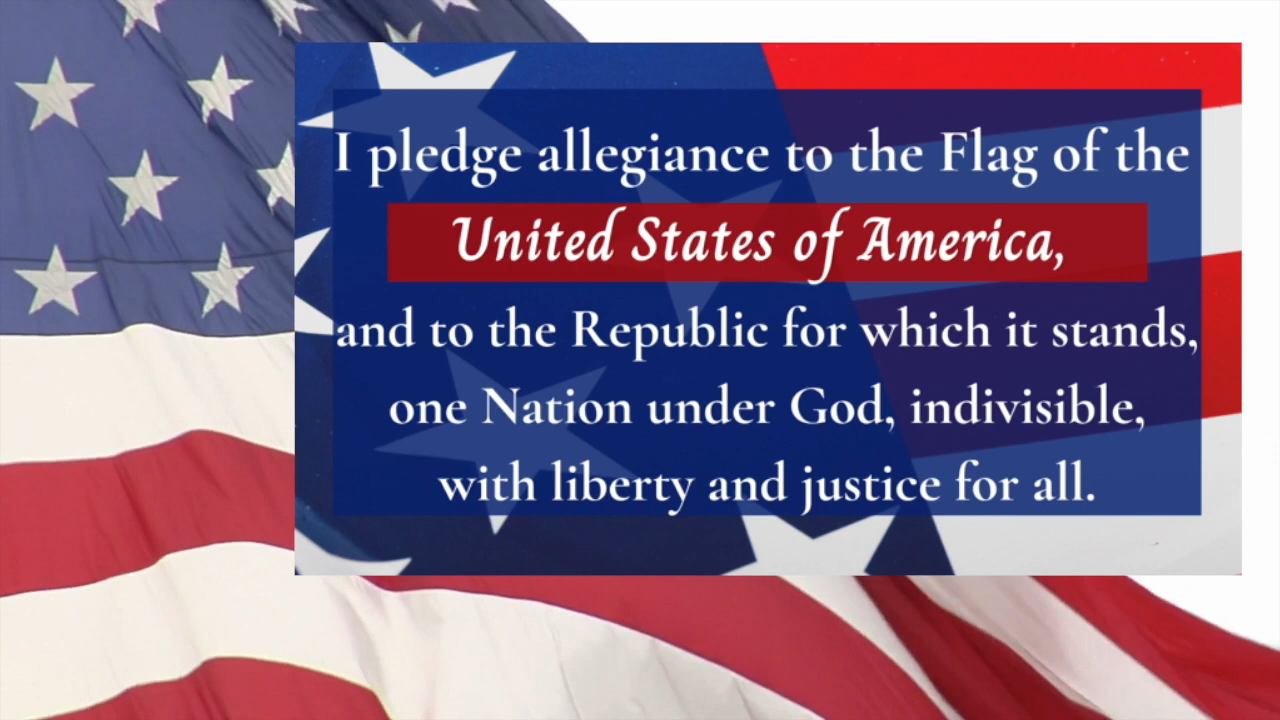 I pledge allegiance to the Flag of the
United States of America,
and to the Republic for which it stands,
one Nation under God, indivisible,
with liberty and justice for all.